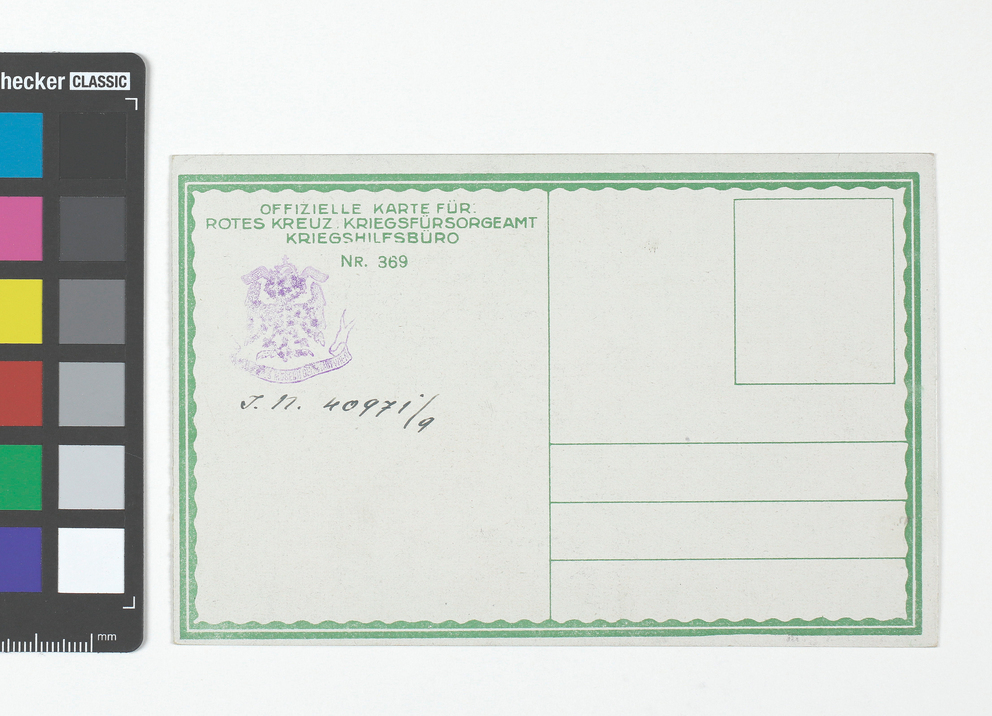 hecker CLASSIC
OFFIZIELLE KARTE FÜR:
ROTES KREUZ, KRIEGSFÜRSORGEAMT
KRIEGSHILFSBÜRO
NR. 369
J. N. 40971/9
mm